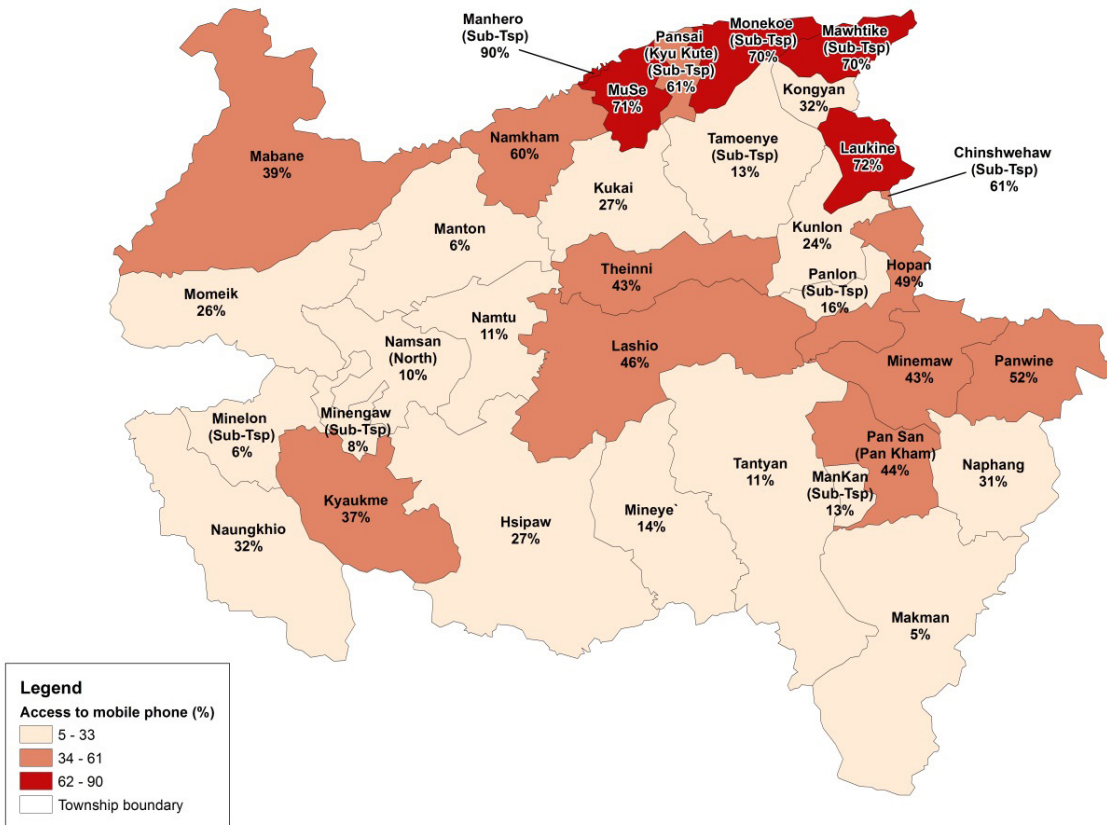 Manhero
(Sub-Tsp)
90%
Pansai
(Kyu Kute)
(Sub-Tsp)
61%
Monekoe
(Sub-Tsp)
70%
Mawhtike
(Sub-Tsp)
70%
MuSe
71%
Kongyan
32%
Namkham
60%
Tamoenye
(Sub-Tsp)
13%
Laukine
72%
Chinshwehaw
(Sub-Tsp)
61%
Mabane
39%
Kukai
27%
Manton
6%
Kunlon
24%
Theinni
43%
Panlon
(Sub-Tsp)
16%
Hopan
49%
Momeik
26%
Namtu
11%
Namsan
(North)
10%
Lashio
46%
Minemaw
43%
Panwine
52%
Minelon
(Sub-Tsp)
6%
Minengaw
(Sub-Tsp)
8%
Pan San
(Pan Kham)
44%
Naphang
31%
Tantyan
11%
ManKan
(Sub-Tsp)
13%
Kyaukme
37%
Naungkhio
32%
Hsipaw
27%
Mineye`
14%
Makman
5%
Legend
Access to mobile phone (%)
5 - 33
34 - 61
62 - 90
Township boundary